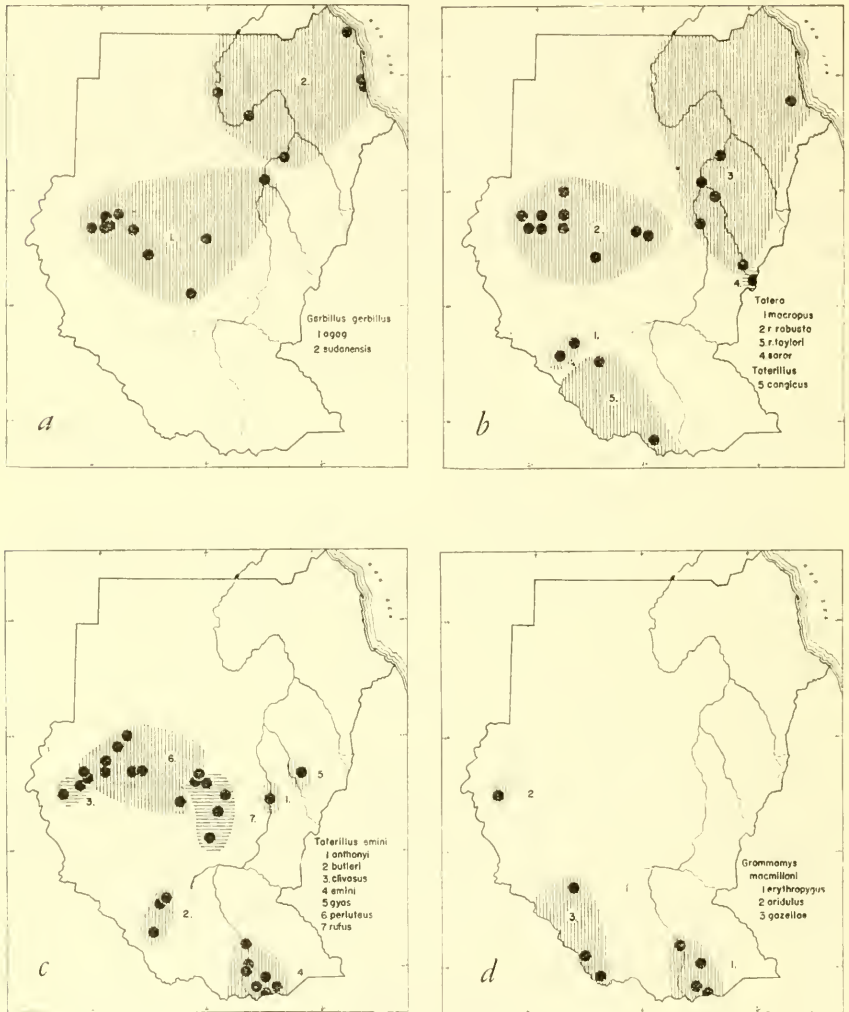 2.
1.
Gerbillus gerbillus
1 agag
2 sudanensis
a
3
2.
4.
1.
5.
Tatera
1 macropus
2 r. robusta
3. r. taylori
4 soror
Taterillus
5 congicus
b
6.
3.
7.
1.
5
2.
4
Taterillus emini
1 anthonyi
2 butleri
3. clivosus
4 emini
5 gyas
6 perluteus
7 rufus
c
2
3
1.
Grammomys
macmillani
1 erythropygus
2 aridulus
3 gazellae
d